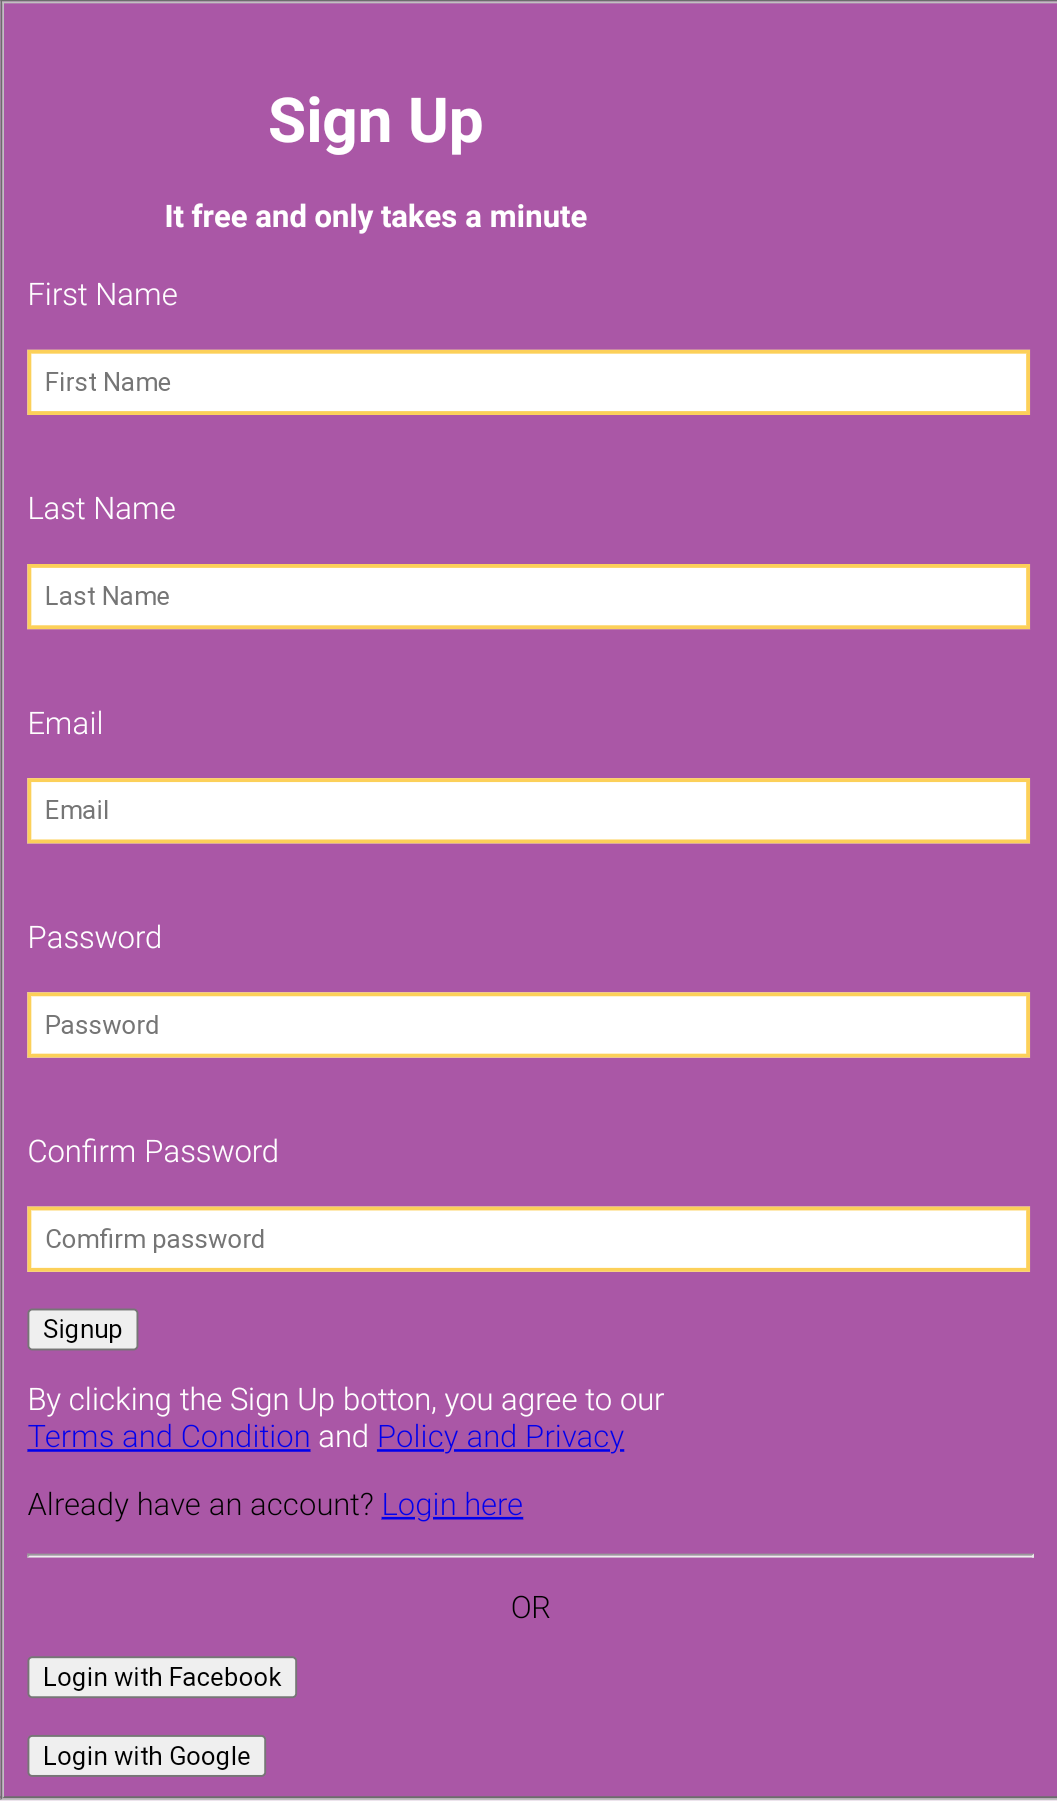 Sign Up
It free and only takes a minute
First Name
First Name
Last Name
Last Name
Email
Email
Password
Password
Confirm Password
Comfirm password
Signup
By clicking the Sign Up botton, you agree to our
Terms and Condition and Policy and Privacy
Already have an account? Login here
OR
Login with Facebook
Login with Google